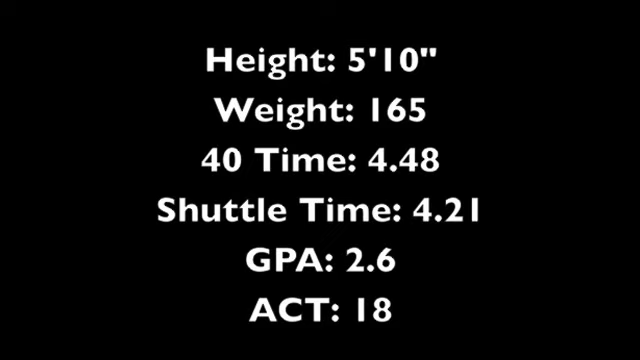 Height: 5'10"
Weight: 165
40 Time: 4.48
Shuttle Time: 4.21
GPA: 2.6
ACT: 18